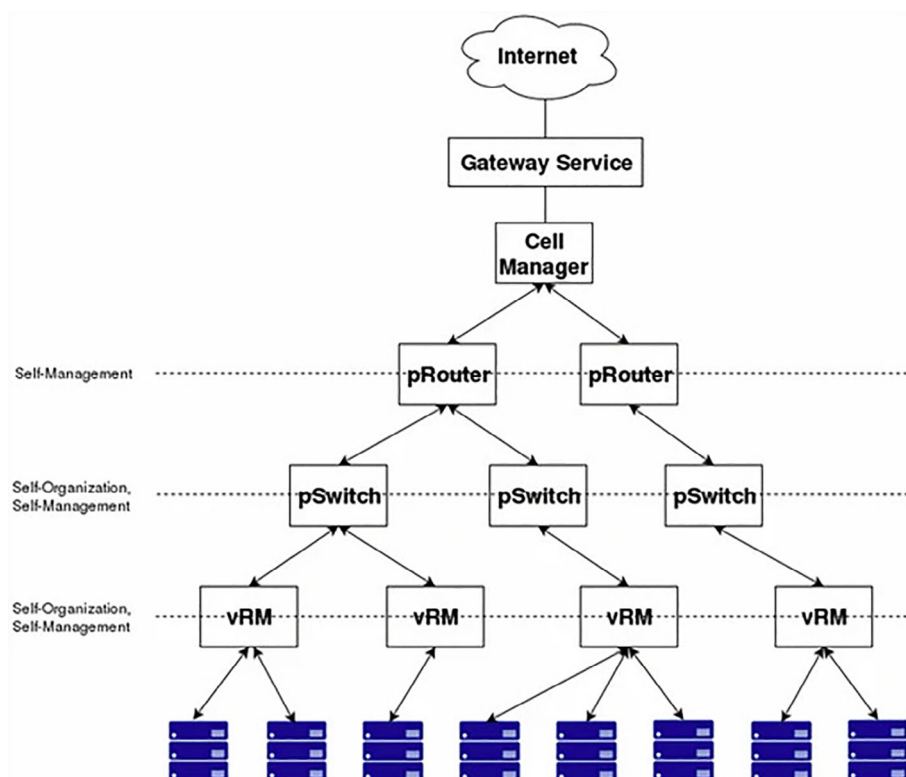 Internet
Gateway Service
Cell
Manager
Self-Management
pRouter
pRouter
Self-Organization,
Self-Management
pSwitch
pSwitch
pSwitch
Self-Organization,
Self-Management
vRM
vRM
vRM
vRM